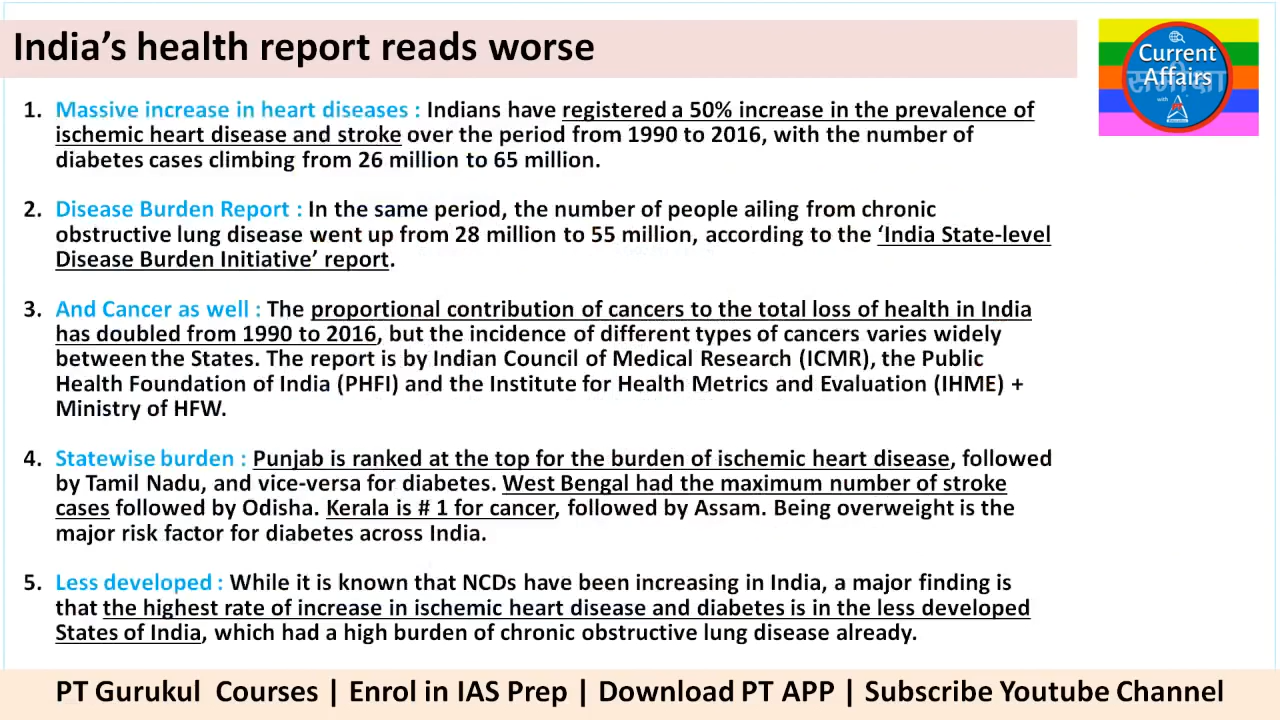 India's health report reads worse
Current
Affairs
समीक्षा
with
1. Massive increase in heart diseases : Indians have registered a 50% increase in the prevalence of
ischemic heart disease and stroke over the period from 1990 to 2016, with the number of
diabetes cases climbing from 26 million to 65 million.
2. Disease Burden Report : In the same period, the number of people ailing from chronic
obstructive lung disease went up from 28 million to 55 million, according to the ‘India State-level
Disease Burden Initiative’ report.
3. And Cancer as well : The proportional contribution of cancers to the total loss of health in India
has doubled from 1990 to 2016, but the incidence of different types of cancers varies widely
between the States. The report is by Indian Council of Medical Research (ICMR), the Public
Health Foundation of India (PHFI) and the Institute for Health Metrics and Evaluation (IHME) +
Ministry of HFW.
4. Statewise burden : Punjab is ranked at the top for the burden of ischemic heart disease, followed
by Tamil Nadu, and vice-versa for diabetes. West Bengal had the maximum number of stroke
cases followed by Odisha. Kerala is # 1 for cancer, followed by Assam. Being overweight is the
major risk factor for diabetes across India.
5. Less developed : While it is known that NCDs have been increasing in India, a major finding is
that the highest rate of increase in ischemic heart disease and diabetes is in the less developed
States of India, which had a high burden of chronic obstructive lung disease already.
PT Gurukul Courses | Enrol in IAS Prep | Download PT APP | Subscribe Youtube Channel